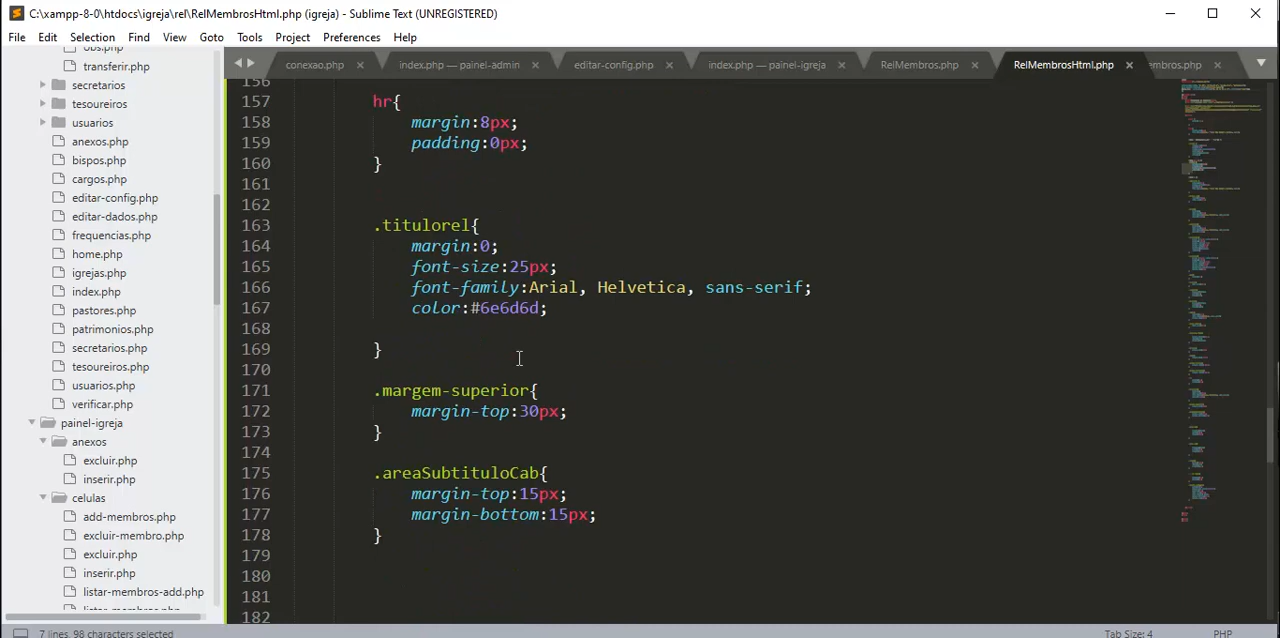 C:\xampp-8-0\htdocs\igreja\rel\RelMembrosHtml.php (igreja) - Sublime Text (UNREGISTERED)
File Edit Selection Find View Goto Tools Project Preferences Help
conexao.php index.php — painel-admin editar-config.php index.php — painel-igreja RelMembros.php RelMembrosHtml.php embros.php
obs.php
transferir.php
secretarios
tesoureiros
usuarios
anexos.php
bispos.php
cargos.php
editar-config.php
editar-dados.php
frequencias.php
home.php
igrejas.php
index.php
pastores.php
patrimonios.php
secretarios.php
tesoureiros.php
usuarios.php
verificar.php
painel-igreja
anexos
excluir.php
inserir.php
celulas
add-membros.php
excluir-membro.php
excluir.php
inserir.php
listar-membros-add.php
listar-membros.php
156
157 hr{
158 margin:8px;
159 padding:0px;
160 }
161
162
163 .titulorel{
164 margin:0;
165 font-size:25px;
166 font-family:Arial, Helvetica, sans-serif;
167 color:#6e6d6d;
168
169 }
170
171 .margem-superior{
172 margin-top:30px;
173 }
174
175 .areaSubtituloCab{
176 margin-top:15px;
177 margin-bottom:15px;
178 }
179
180
181
182
7 lines, 98 characters selected Tab Size: 4 PHP